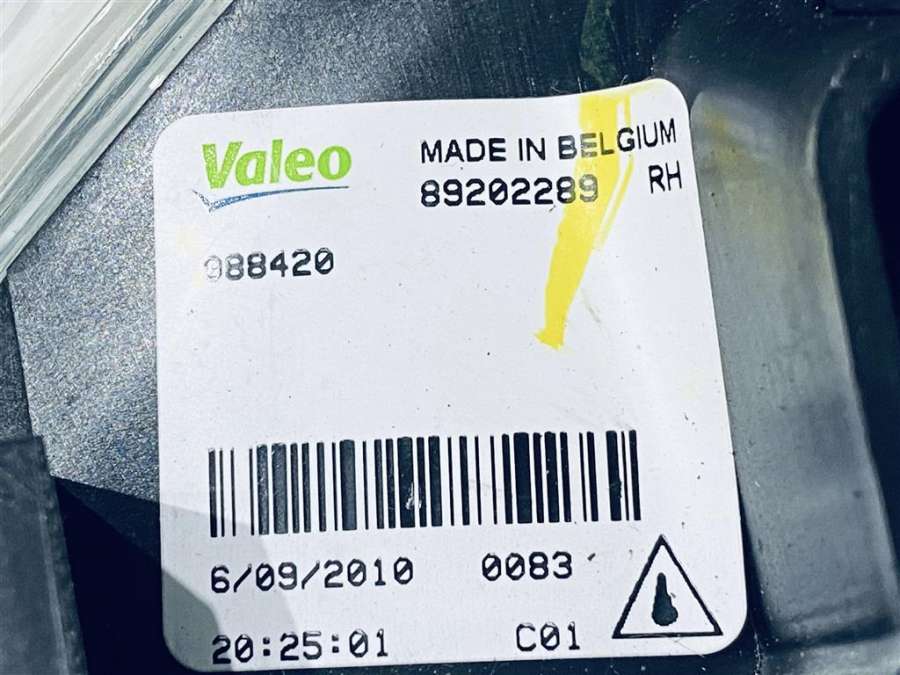 Valeo
MADE IN BELGIUM
89202289 RH
988420
6/09/2010 0083
20:25:01 C01